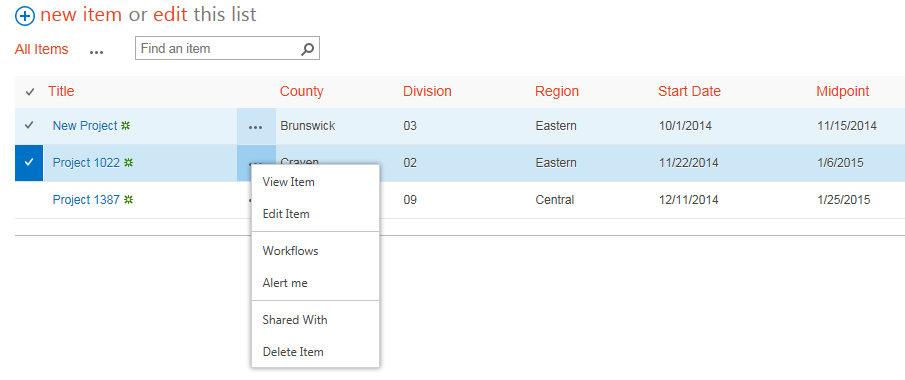 new item or edit this list
All Items ... Find an item
Title County Division Region Start Date Midpoint
New Project ... Brunswick 03 Eastern 10/1/2014 11/15/2014
Project 1022 ... Craven 02 Eastern 11/22/2014 1/6/2015
Project 1387 09 Central 12/11/2014 1/25/2015
View Item
Edit Item
Workflows
Alert me
Shared With
Delete Item